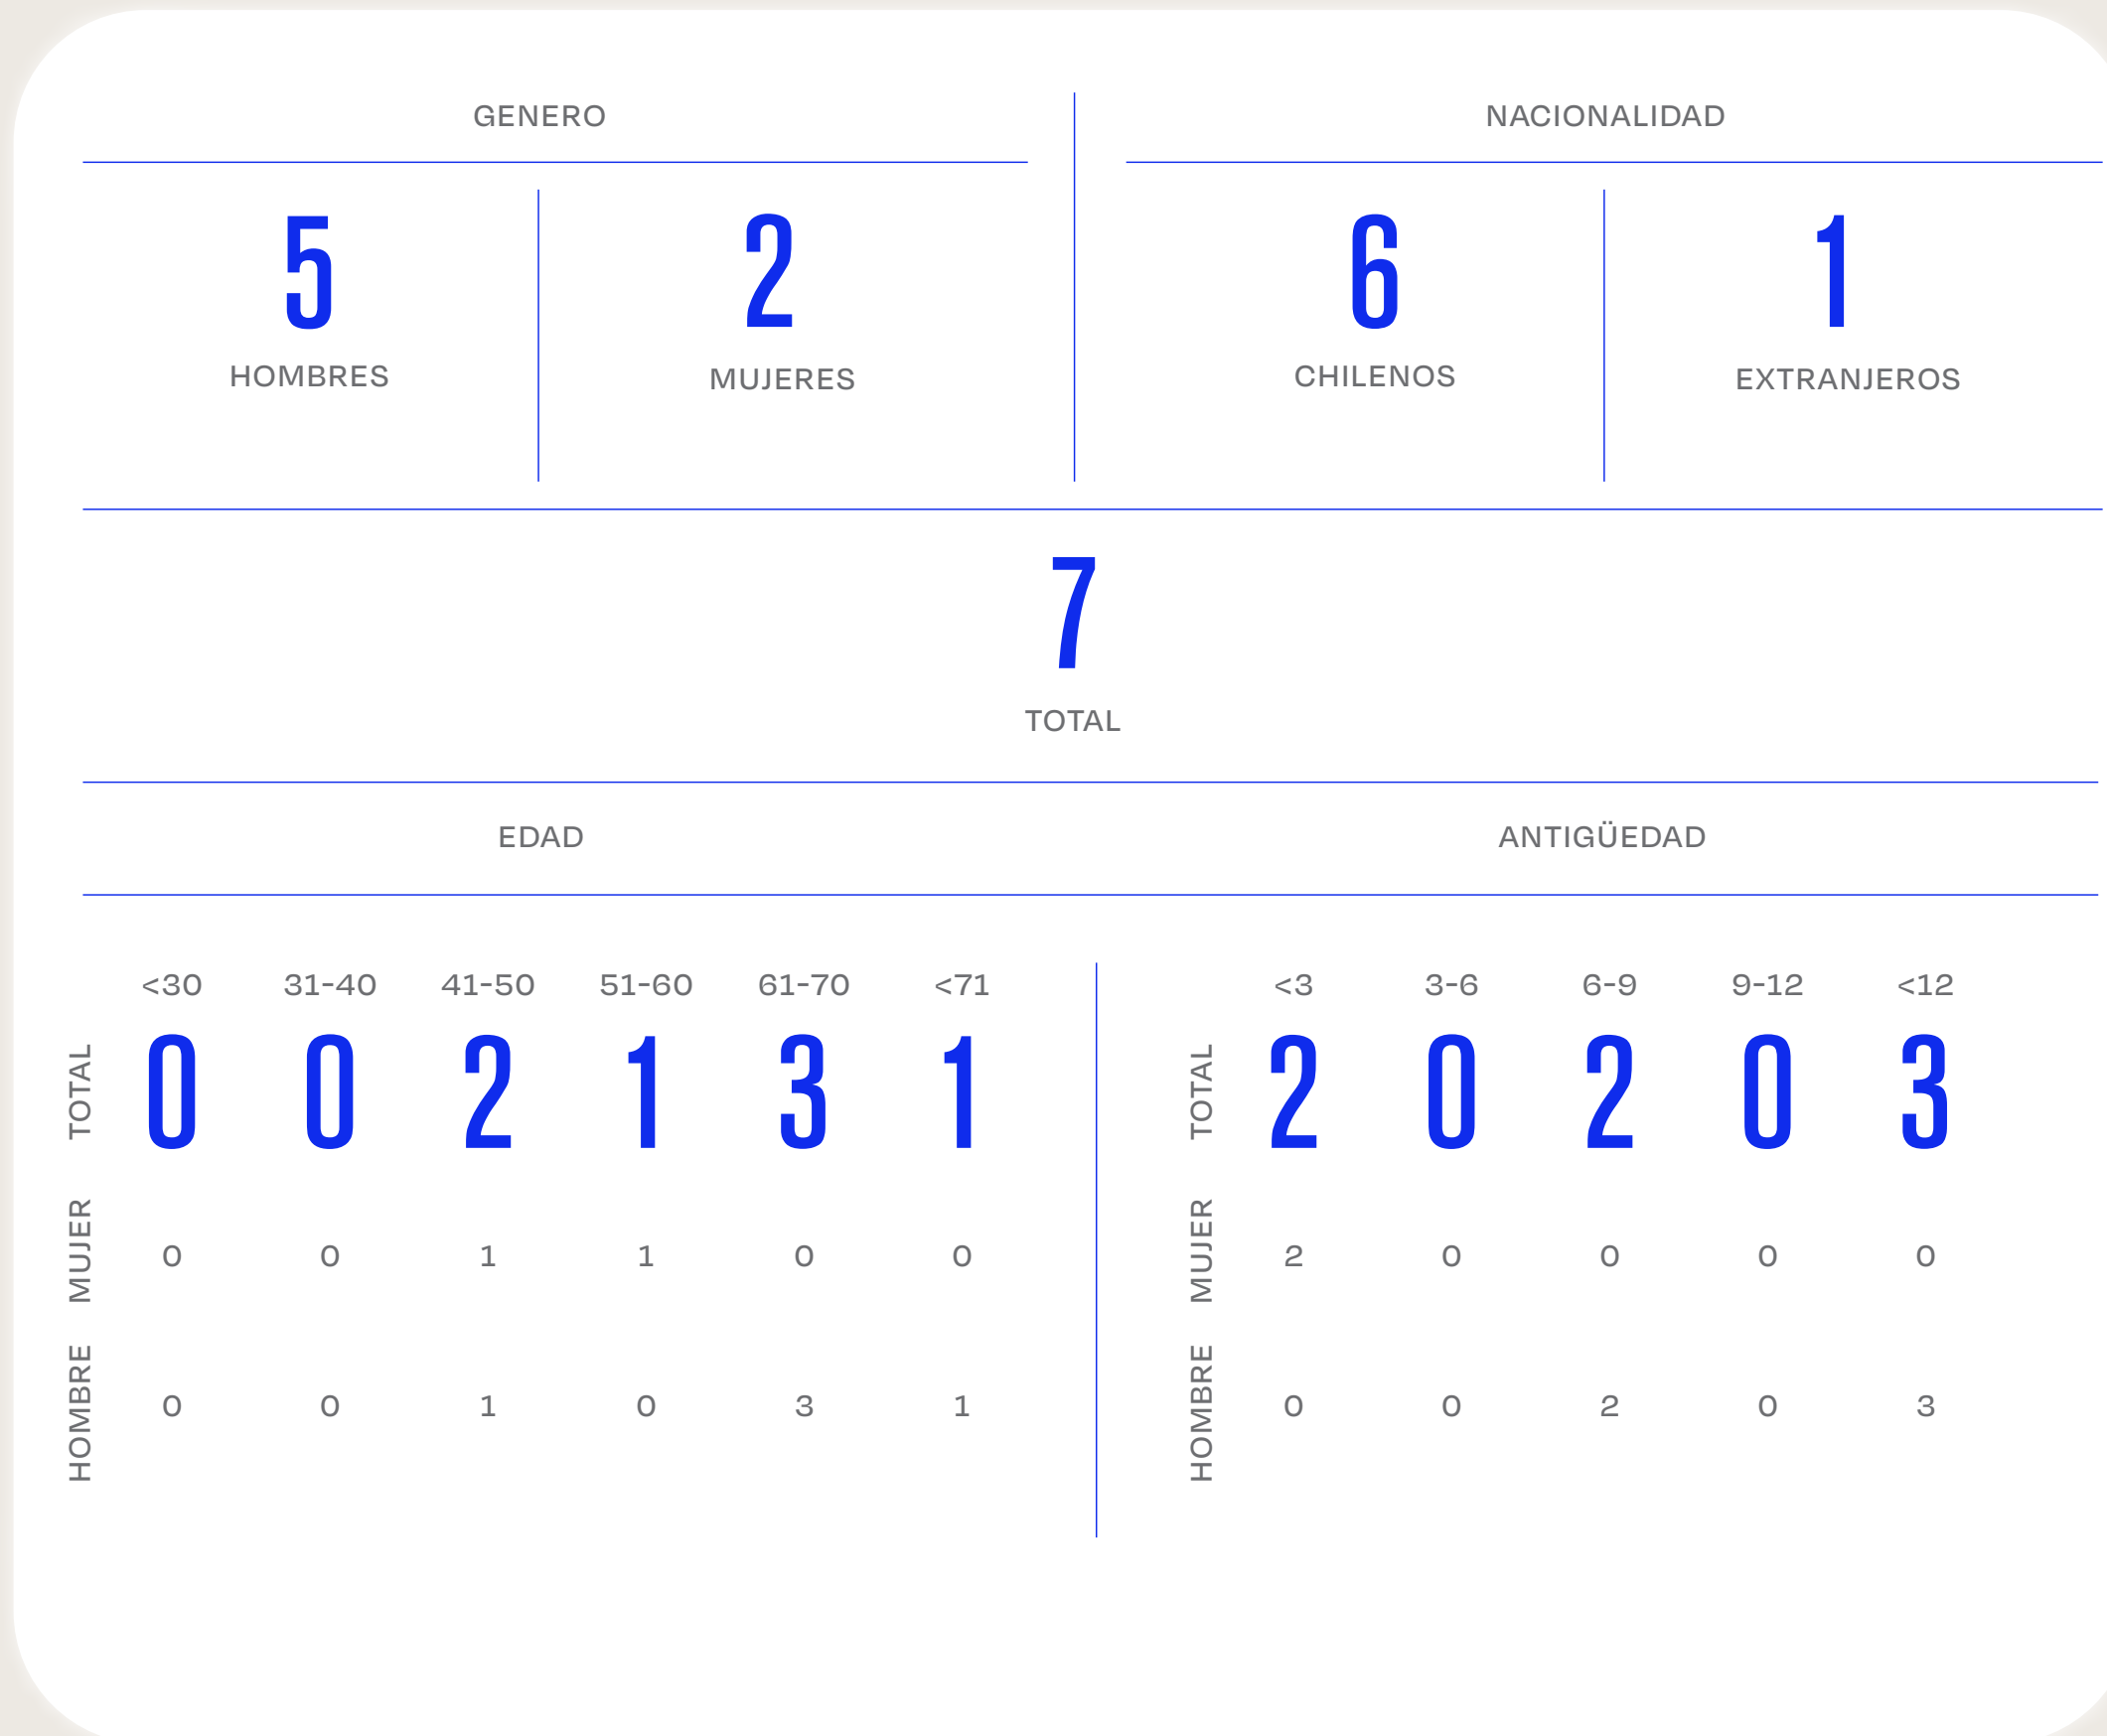 GENERO
NACIONALIDAD
5 2 6 1
HOMBRES MUJERES CHILENOS EXTRANJEROS
7
TOTAL
EDAD
ANTIGÜEDAD
<30 31-40 41-50 51-60 61-70 <71
TOTAL 0 0 2 1 3 1
MUJER 0 0 1 1 0 0
HOMBRE 0 0 1 0 3 1
<3 3-6 6-9 9-12 <12
TOTAL 2 0 2 0 3
MUJER 2 0 0 0 0
HOMBRE 0 0 2 0 3